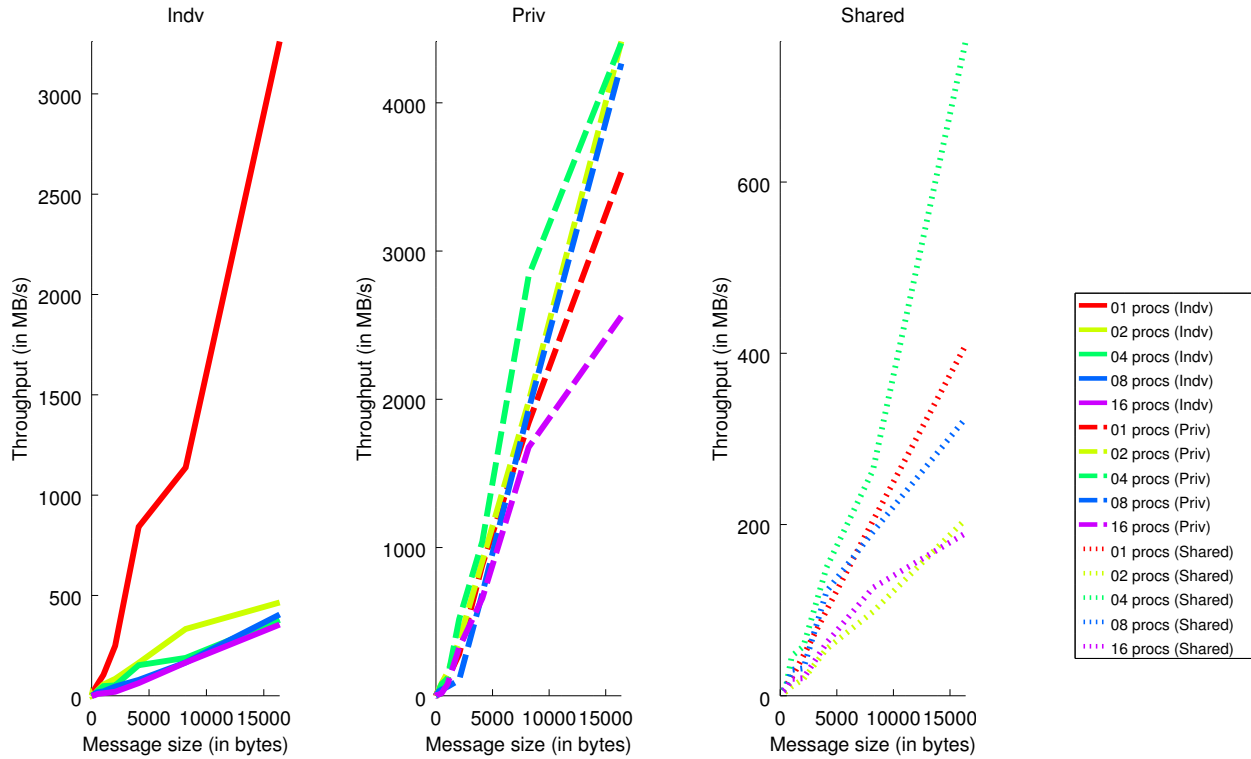 Indv
Priv
Shared
Throughput (in MB/s)
3000
2500
2000
1500
1000
500
0
0 5000 10000 15000
Message size (in bytes)
Throughput (in MB/s)
4000
3000
2000
1000
0
0 5000 10000 15000
Message size (in bytes)
Throughput (in MB/s)
600
400
200
0
0 5000 10000 15000
Message size (in bytes)
01 procs (Indv)
02 procs (Indv)
04 procs (Indv)
08 procs (Indv)
16 procs (Indv)
01 procs (Priv)
02 procs (Priv)
04 procs (Priv)
08 procs (Priv)
16 procs (Priv)
01 procs (Shared)
02 procs (Shared)
04 procs (Shared)
08 procs (Shared)
16 procs (Shared)